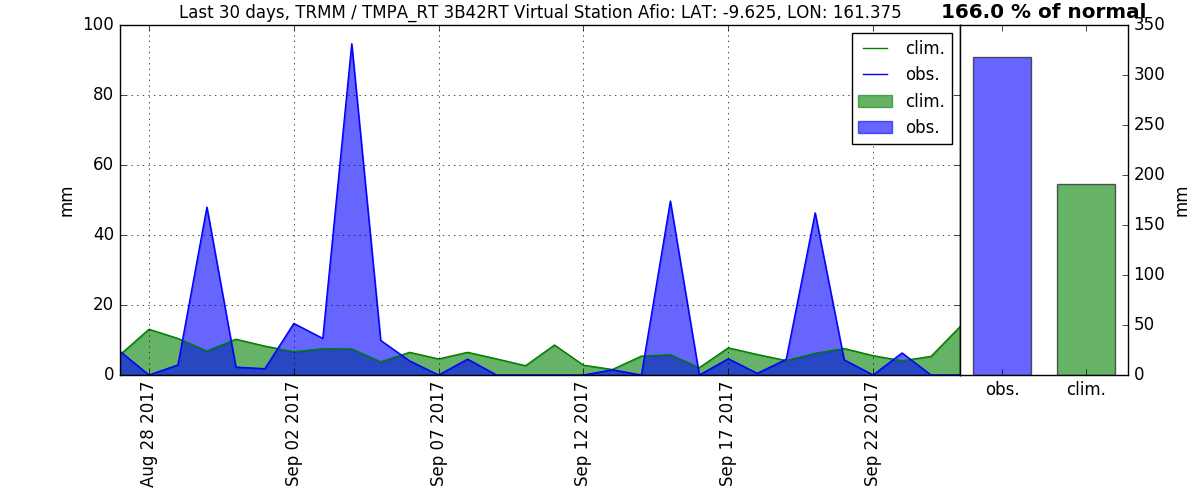 Last 30 days, TRMM / TMPA_RT 3B42RT Virtual Station Afio: LAT: -9.625, LON: 161.375
166.0 % of normal
100
80
60
40
20
0
mm
clim.
obs.
clim.
obs.
Aug 28 2017
Sep 02 2017
Sep 07 2017
Sep 12 2017
Sep 17 2017
Sep 22 2017
350
300
250
200
150
100
50
0
mm
obs.
clim.